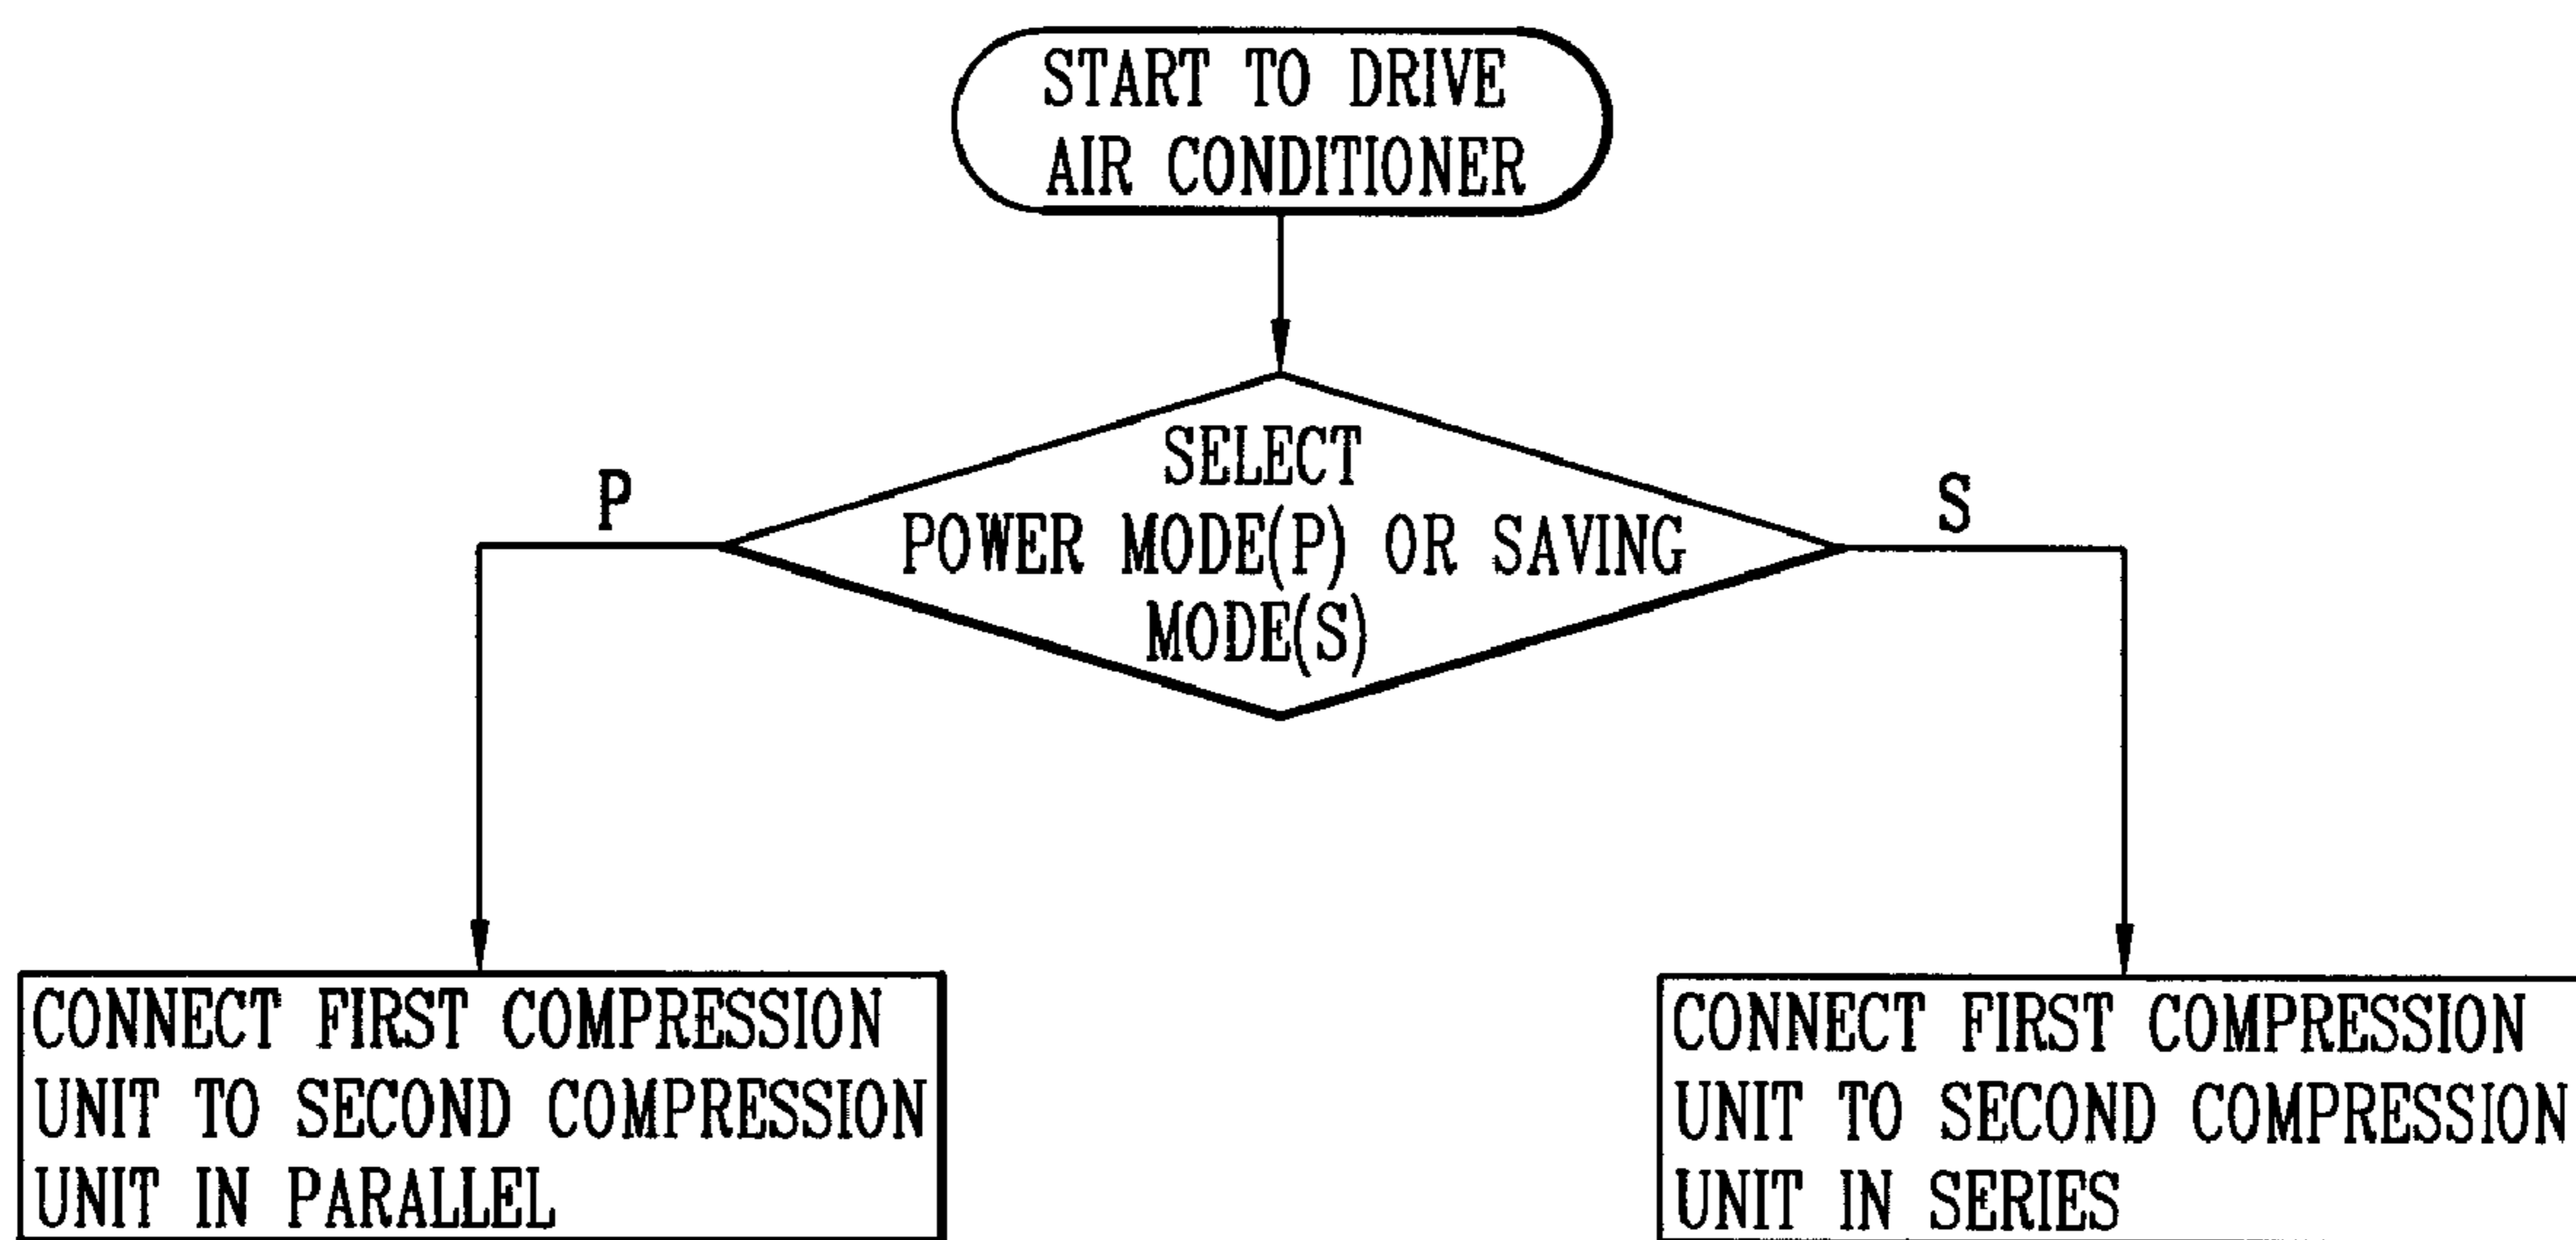 START TO DRIVE
AIR CONDITIONER
SELECT
POWER MODE(P) OR SAVING
MODE(S)
P
S
CONNECT FIRST COMPRESSION
UNIT TO SECOND COMPRESSION
UNIT IN PARALLEL
CONNECT FIRST COMPRESSION
UNIT TO SECOND COMPRESSION
UNIT IN SERIES